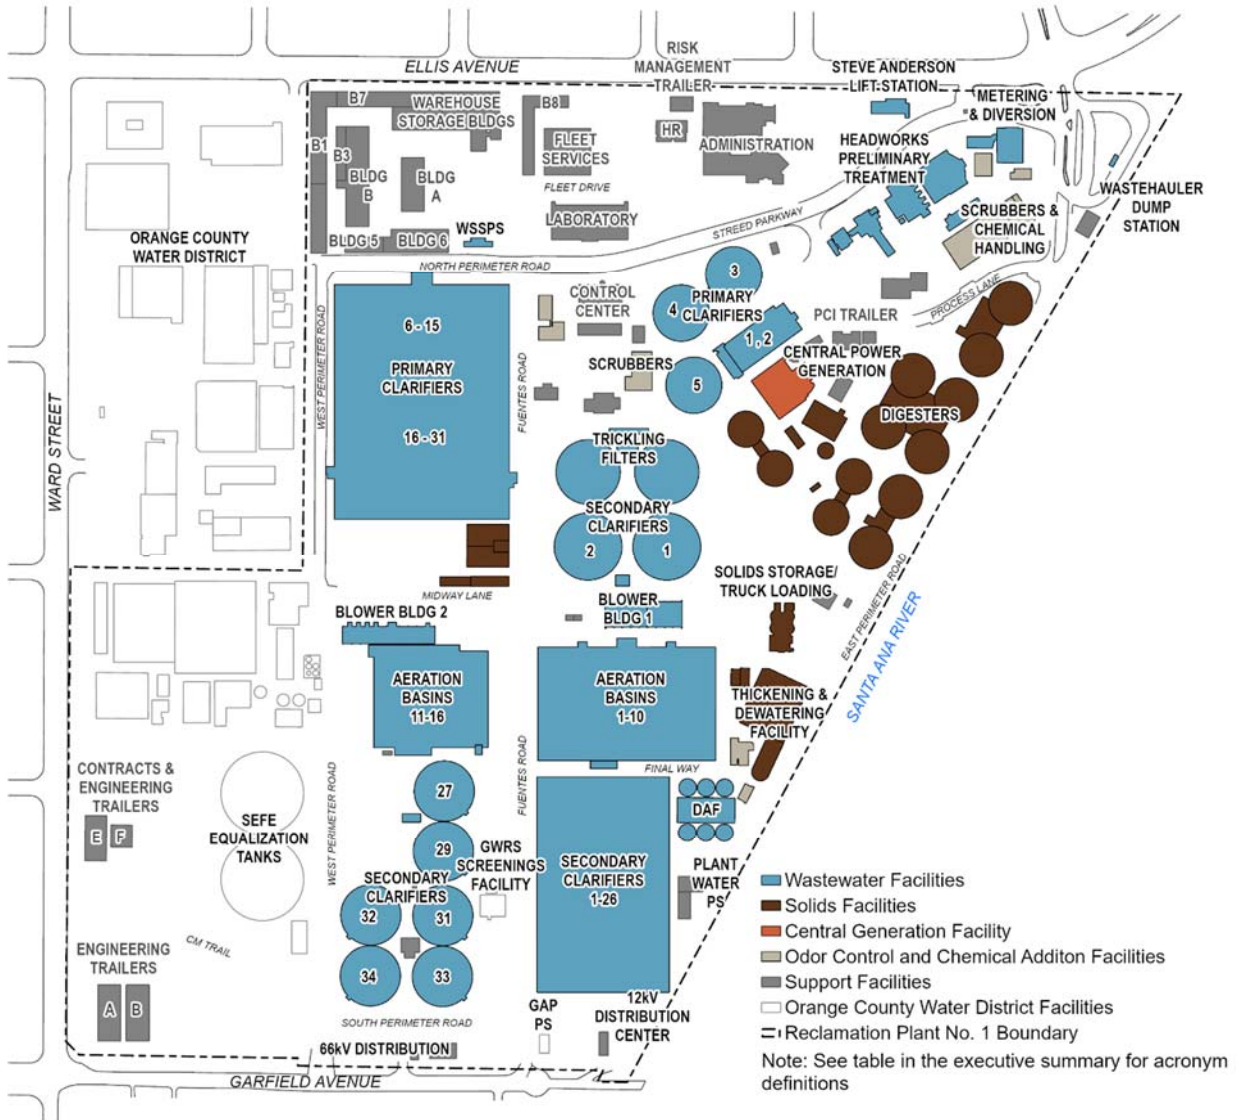 ELLIS AVENUE
RISK
MANAGEMENT
TRAILER
STEVE ANDERSON
LIFT STATION
METERING
& DIVERSION
B7
WAREHOUSE
STORAGE BLDGS
B8
HR
ADMINISTRATION
HEADWORKS
PRELIMINARY
TREATMENT
B1
B3
BLDG
B
BLDG
A
FLEET
SERVICES
FLEET DRIVE
WASTEHAULER
DUMP
STATION
LABORATORY
STREED PARKWAY
SCRUBBERS &
CHEMICAL
HANDLING
ORANGE COUNTY
WATER DISTRICT
BLDG 5
BLDG 6
WSSPS
NORTH PERIMETER ROAD
3
PROCESS LANE
CONTROL
CENTER
4
PRIMARY
CLARIFIERS
PCI TRAILER
6 - 15
1 , 2
WEST PERIMETER ROAD
PRIMARY
CLARIFIERS
FUENTES ROAD
SCRUBBERS
5
CENTRAL POWER
GENERATION
DIGESTERS
16 - 31
WARD STREET
TRICKLING
FILTERS
SECONDARY
CLARIFIERS
2
1
MIDWAY LANE
SOLIDS STORAGE/
TRUCK LOADING
EAST PERIMETER ROAD
SANTA ANA RIVER
BLOWER BLDG 2
BLOWER
BLDG 1
AERATION
BASINS
11-16
AERATION
BASINS
1-10
THICKENING &
DEWATERING
FACILITY
FUENTES ROAD
FINAL WAY
CONTRACTS &
ENGINEERING
TRAILERS
E
F
SEFE
EQUALIZATION
TANKS
WEST PERIMETER ROAD
27
DAF
29
GWRS
SCREENINGS
FACILITY
SECONDARY
CLARIFIERS
1-26
PLANT
WATER
PS
SECONDARY
CLARIFIERS
32
31
CM TRAIL
ENGINEERING
TRAILERS
A
B
34
33
SOUTH PERIMETER ROAD
GAP
PS
12kV
DISTRIBUTION
CENTER
66kV DISTRIBUTION
GARFIELD AVENUE
Wastewater Facilities
Solids Facilities
Central Generation Facility
Odor Control and Chemical Additon Facilities
Support Facilities
Orange County Water District Facilities
Reclamation Plant No. 1 Boundary
Note: See table in the executive summary for acronym
definitions